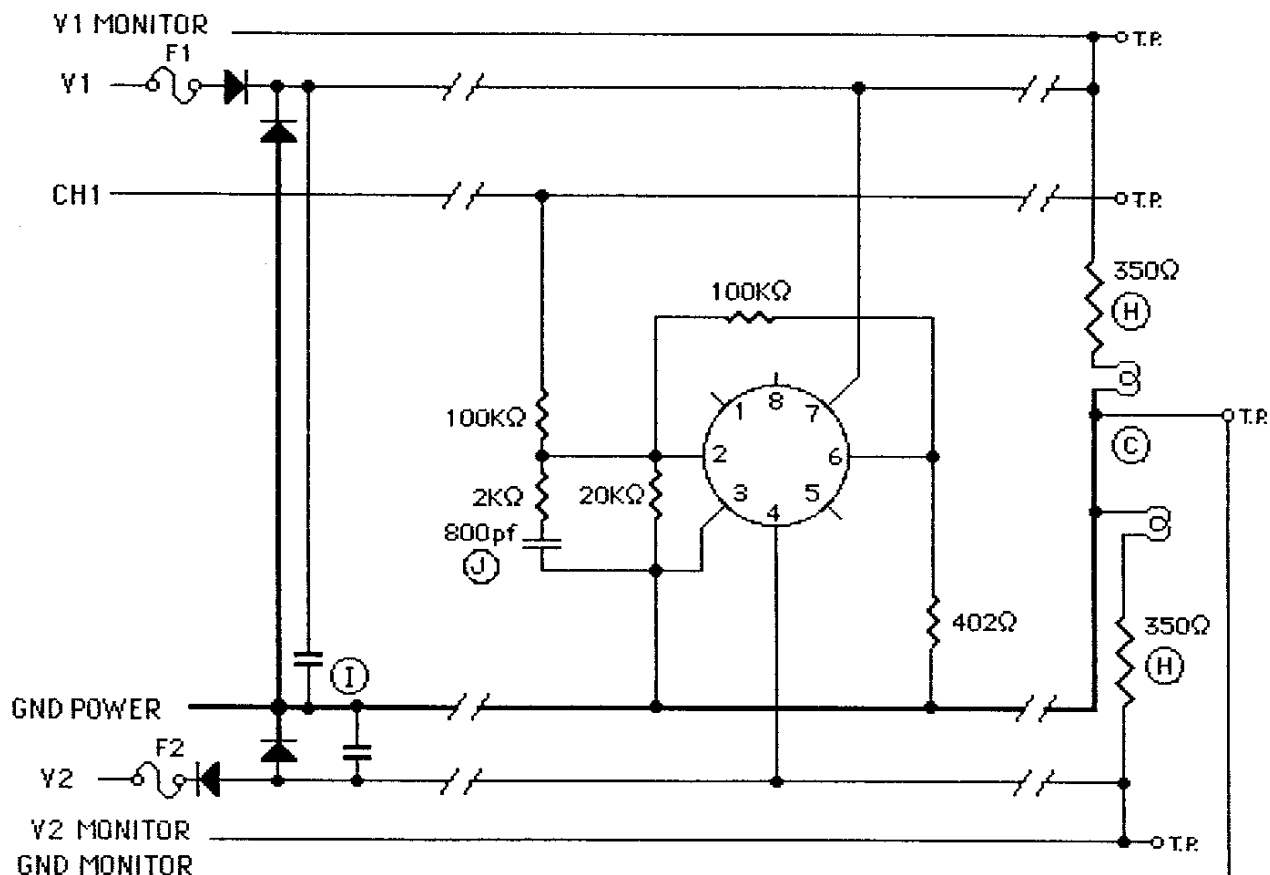 V1 MONITOR
T.P.
F1
V1
CH1
T.P.
350Ω
H
100KΩ
8
1
7
100KΩ
2
6
T.P.
C
2KΩ
20KΩ
3
5
4
800pf
J
402Ω
350Ω
H
I
GND POWER
F2
V2
V2 MONITOR
T.P.
GND MONITOR